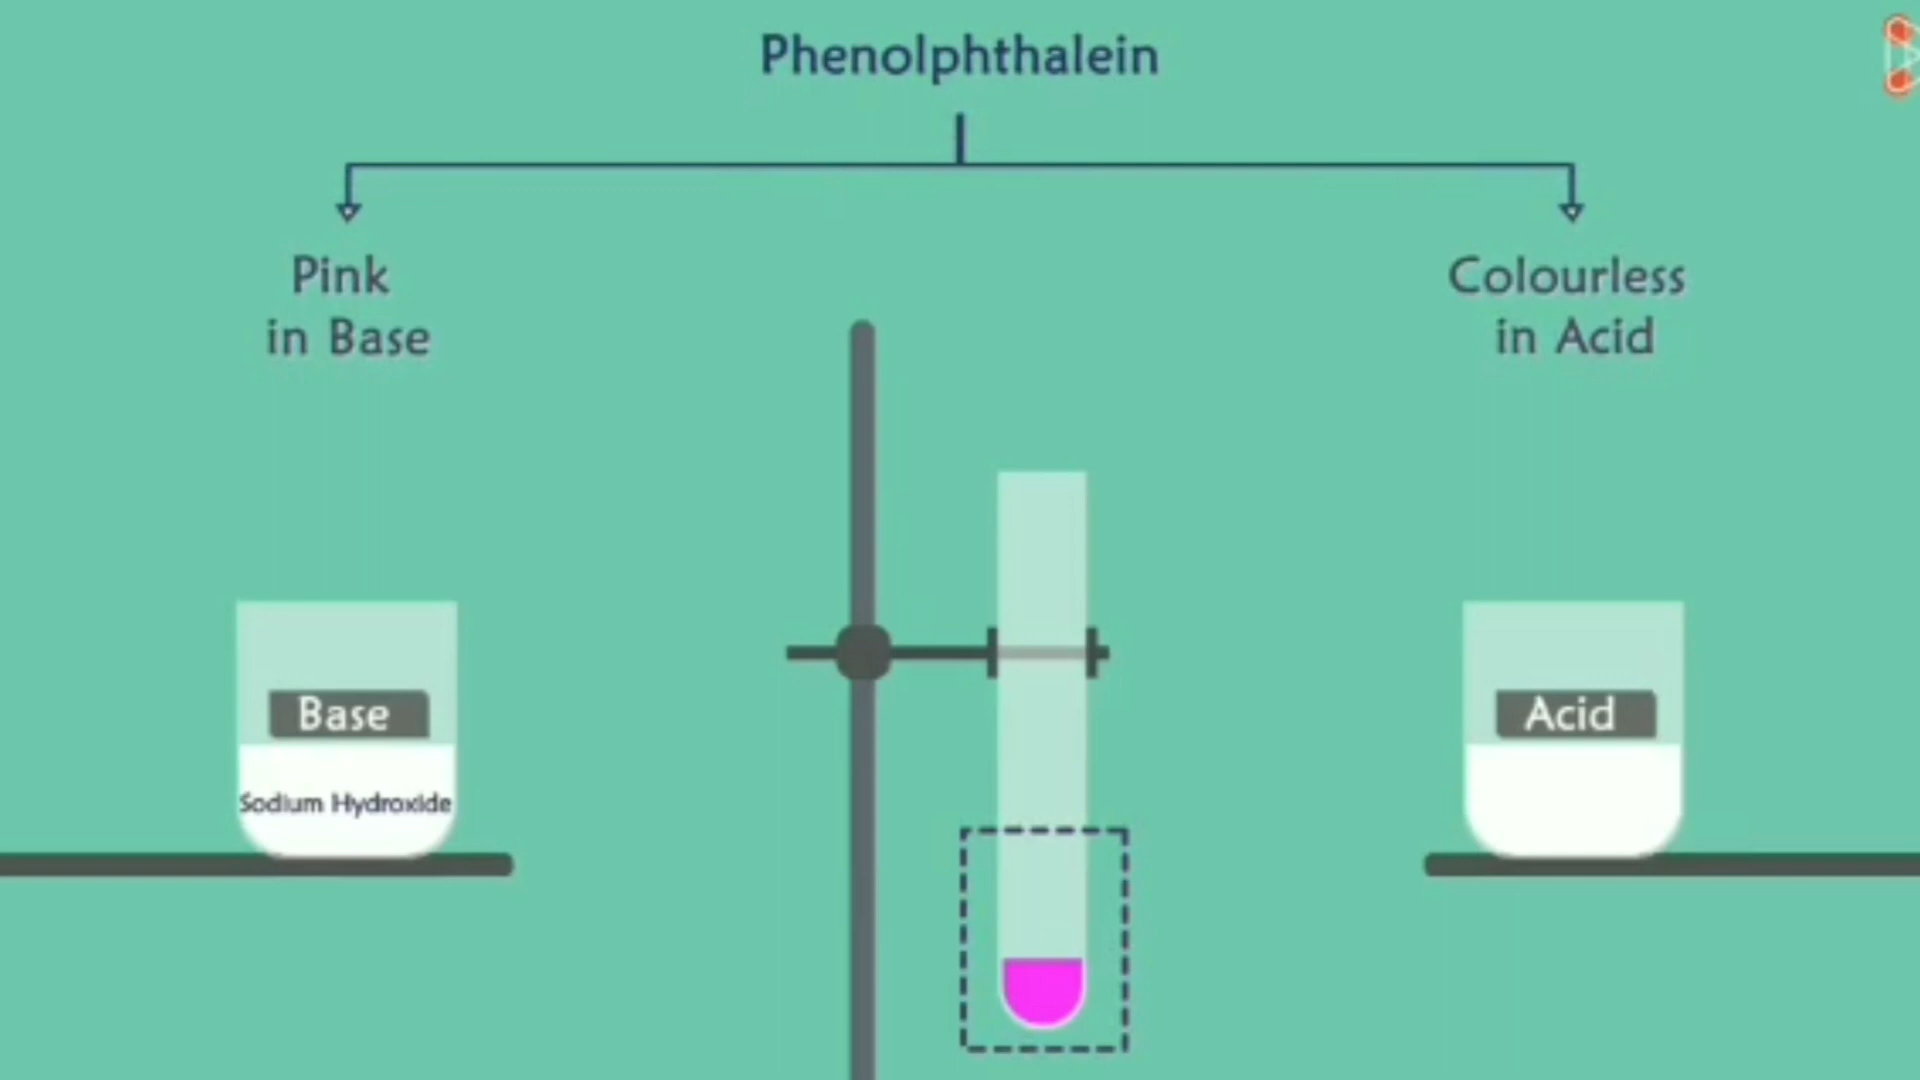 Phenolphthalein
Pink
in Base
Colourless
in Acid
Base
Sodium Hydroxide
Acid